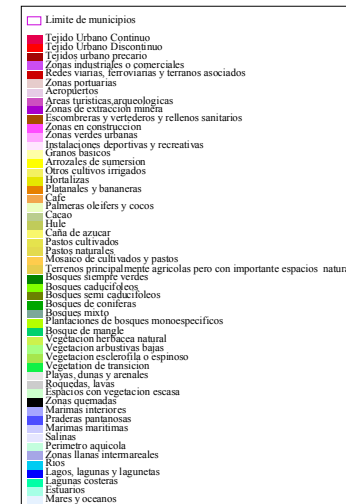 Limite de municipios
Tejido Urbano Continuo
Tejido Urbano Discontinuo
Tejidos urbano precario
Zonas industriales o comerciales
Redes viarias, ferroviarias y terranos asociados
Zonas portuarias
Aeropuertos
Areas turisticas,arqueologicas
Zonas de extracción minera
Escombreras y vertederos y rellenos sanitarios
Zonas en construccion
Zonas verdes urbanas
Instalaciones deportivas y recreativas
Granos basicos
Arrozales de sumersion
Otros cultivos irrigados
Hortalizas
Platanales y bananeras
Cafe
Palmeras oleifers y cocos
Cacao
Hule
Caña de azucar
Pastos cultivados
Pastos naturales
Mosaico de cultivados y pastos
Terrenos principalmente agricolas pero con importante espacios natura
Bosques siempre verdes
Bosques caducifoleos
Bosques semi caducifoleos
Bosques de coniferas
Bosques mixto
Plantaciones de bosques monoespecificos
Bosque de mangle
Vegetacion herbacea natural
Vegetacion arbustivas bajas
Vegetacion esclerofila o espinoso
Vegetation de transicion
Playas, dunas y arenales
Roquedas, lavas
Espacios con vegetacion escasa
Zonas quemadas
Marimas interiores
Praderas pantanosas
Marimas maritimas
Salinas
Perimetro aquicola
Zonas llanas intermareales
Rios
Lagos, lagunas y lagunetas
Lagunas costeras
Estuarios
Mares y oceanos